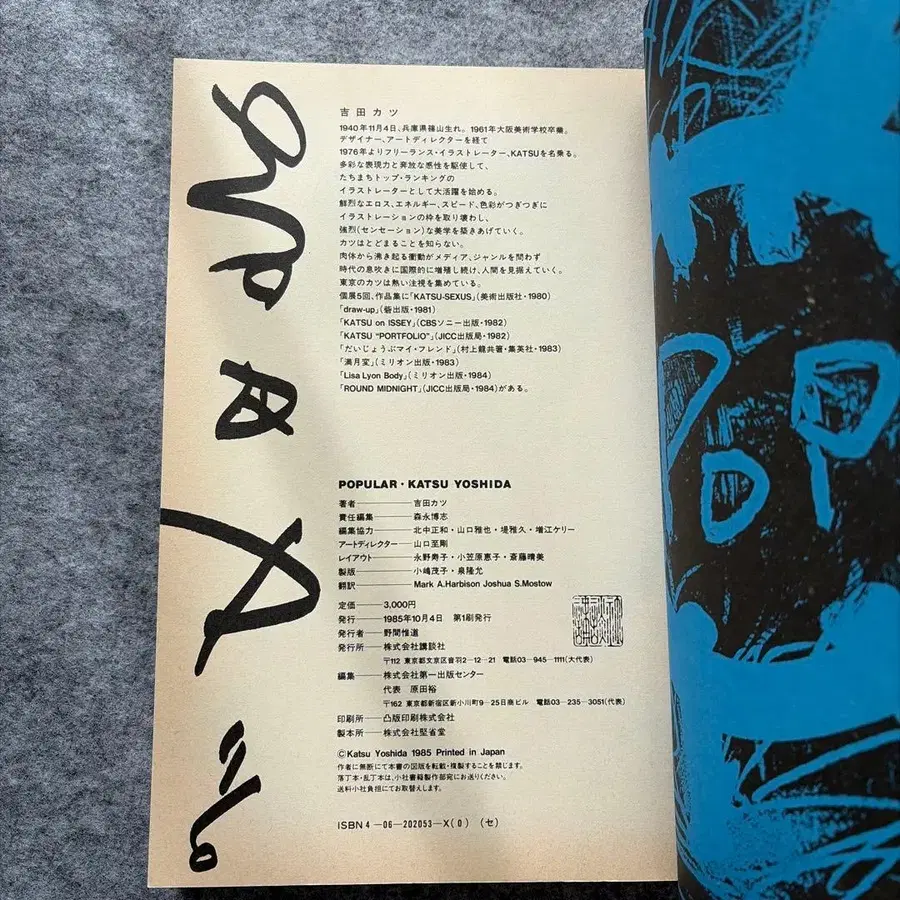 吉田カツ
1940年11月4日、兵庫県篠山生れ。1961年大阪美術学校卒業。
デザイナー、アートディレクターを経て
1976年よりフリーランス・イラストレーター、KATSUを名乗る。
多彩な表現力と奔放な感性を駆使して、
たちまちトップ・ランキングの
イラストレーターとして大活躍を始める。
鮮烈なエロス、エネルギー、スピード、色彩がつぎつぎに
イラストレーションの枠を取り壊わし、
強烈(センセーション)な美学を築きあげていく。
カツはとどまることを知らない。
肉体から沸き起る衝動がメディア、ジャンルを問わず
時代の息吹きに国際的に増殖し続け、人間を見据えていく。
東京のカツは熱い注視を集めている。
個展5回、作品集に「KATSU-SEXUS」(美術出版社・1980)
「draw-up」(砦出版・1981)
「KATSU on ISSEY」(CBSソニー出版・1982)
「KATSU "PORTFOLIO"」(JICC出版局・1982)
「だいじょうぶマイ・フレンド」(村上龍共著・集英社・1983)
「満月変」(ミリオン出版・1983)
「Lisa Lyon Body」(ミリオン出版・1984)
「ROUND MIDNIGHT」(JICC出版局・1984)がある。
POPULAR・KATSU YOSHIDA
著者――吉田カツ
責任編集――森永博志
編集協力――北中正和・山口雅也・堤雅久・増江ケリー
アートディレクター――山口至剛
レイアウト――永野寿子・小笠原恵子・斎藤晴美
製版――小嶋茂子・泉隆允
翻訳――Mark A.Harbison Joshua S.Mostow
定価――3,000円
発行――1985年10月4日 第1刷発行
発行者――野間惟道
発行所――株式会社講談社
〒112 東京都文京区音羽2-12-21 電話03-945-1111(大代表)
編集――株式会社第一出版センター
代表 原田裕
〒162 東京都新宿区新小川町9-25日商ビル 電話03-235-3051(代表)
印刷所――凸版印刷株式会社
製本所――株式会社堅省堂
©Katsu Yoshida 1985 Printed in Japan
作者に無断にて本書の図版を転載・複製することを禁じます。
落丁本・乱丁本は、小社書籍製作部宛にお送りください。
送料小社負担にてお取替えします。
ISBN4-06-202053-X(0) (セ)